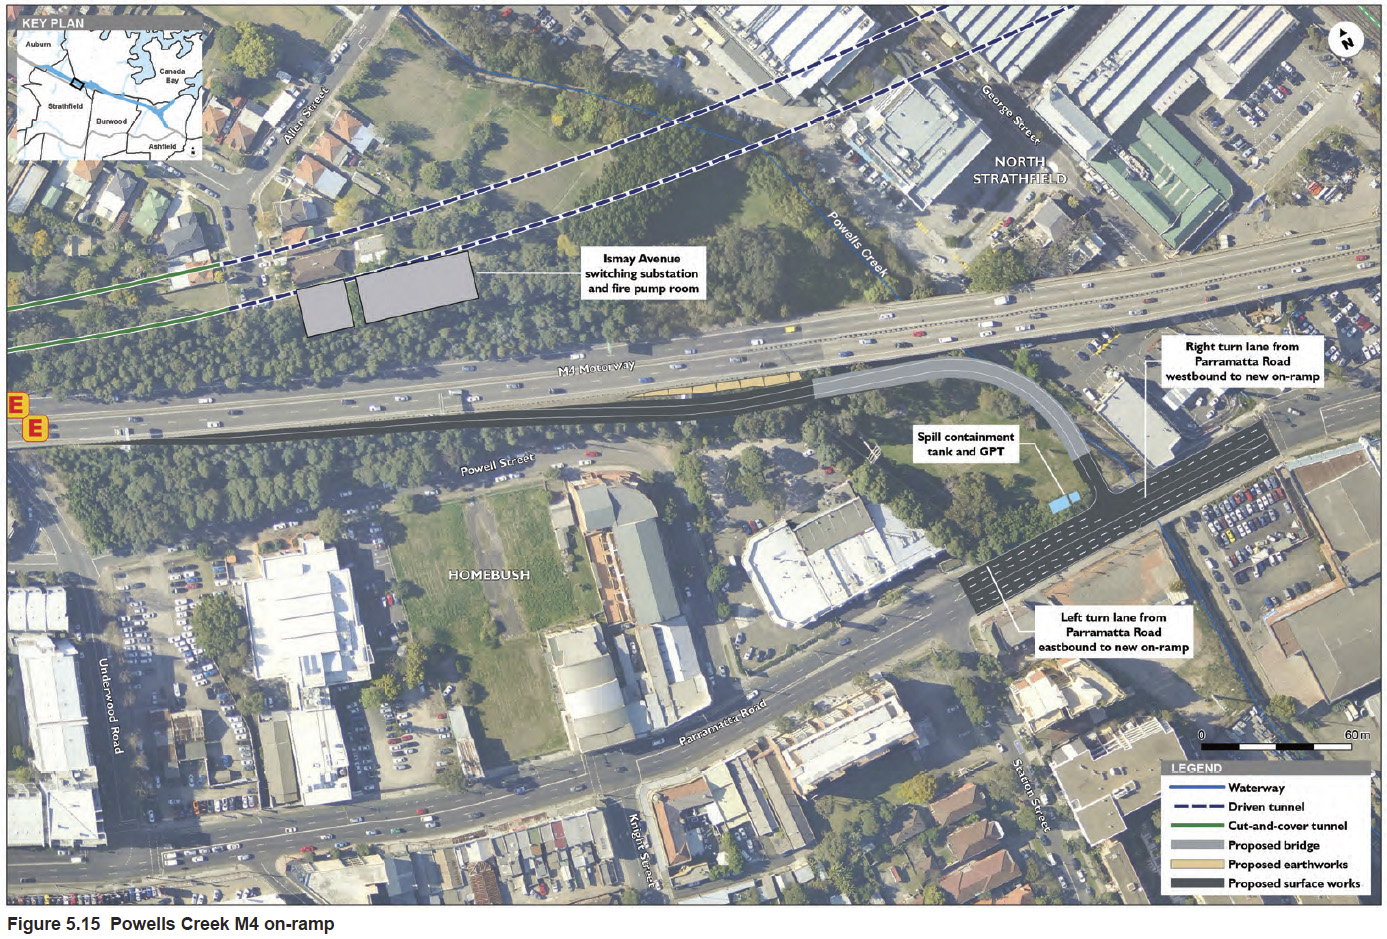 KEY PLAN
Auburn
Canada
Bay
Strathfield
Burwood
Ashfield
N
Allen Street
George Street
NORTH
STRATHFIELD
Powells Creek
Ismay Avenue
switching substation
and fire pump room
Right turn lane from
Parramatta Road
westbound to new on-ramp
M4 Motorway
E
E
Spill containment
tank and GPT
Powell Street
HOMEBUSH
Left turn lane from
Parramatta Road
eastbound to new on-ramp
Underwood Road
Parramatta Road
Station Street
Knight Street
0 60 m
LEGEND
Waterway
Driven tunnel
Cut-and-cover tunnel
Proposed bridge
Proposed earthworks
Proposed surface works
Figure 5.15 Powells Creek M4 on-ramp